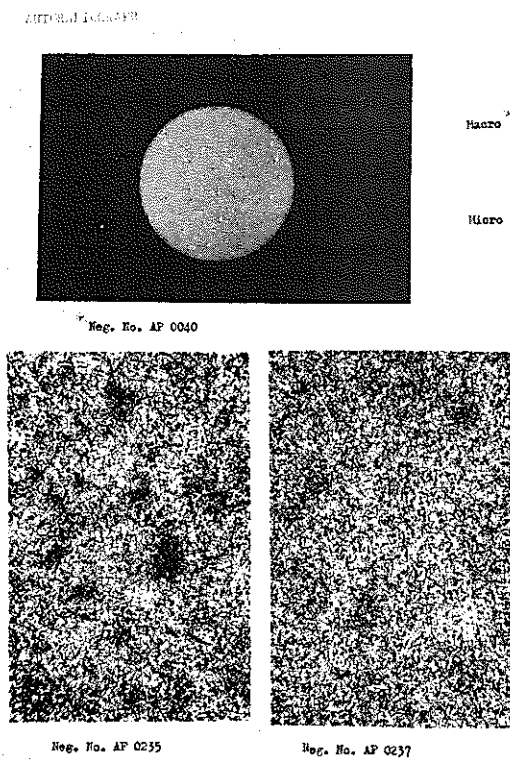 Macro
Micro
Neg. No. AP 0040
Neg. No. AP 0235
Neg. No. AP 0237